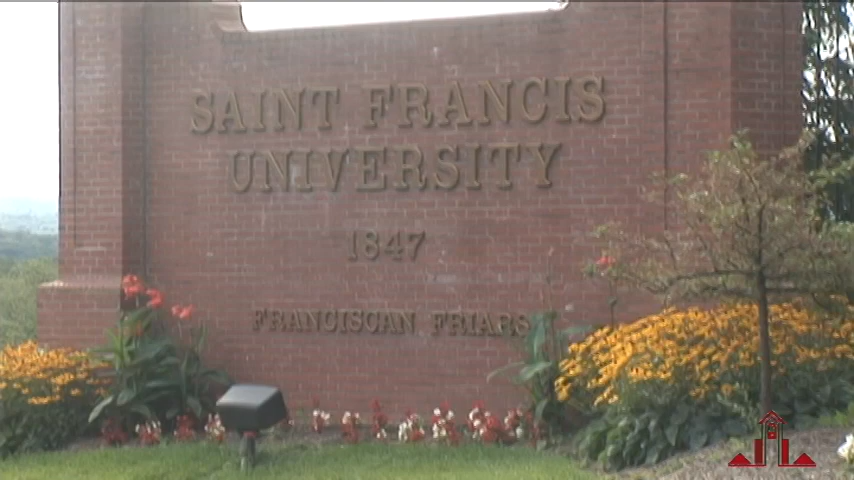 SAINT FRANCIS
UNIVERSITY
1847
FRANCISCAN FRIARS